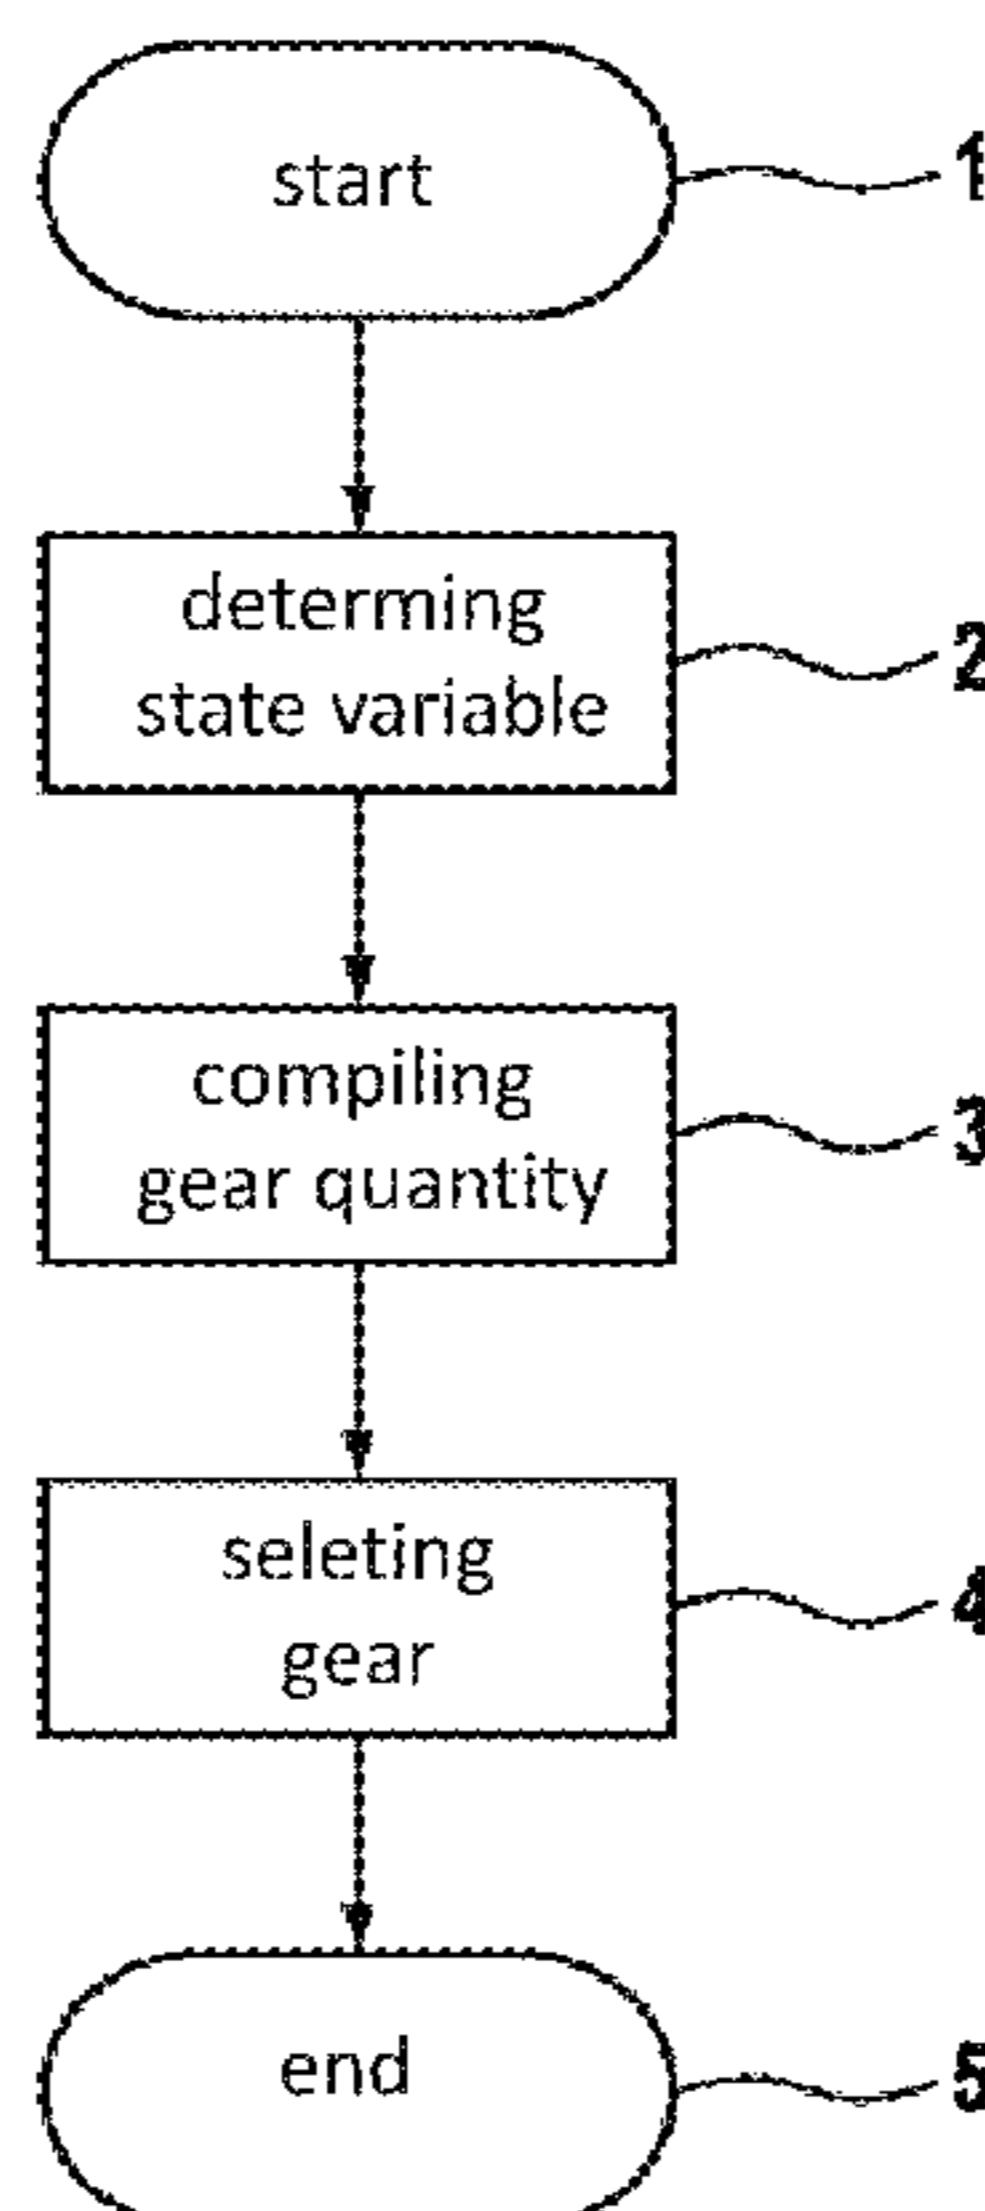 start
1
determing
state variable
2
compiling
gear quantity
3
seleting
gear
4
end
5